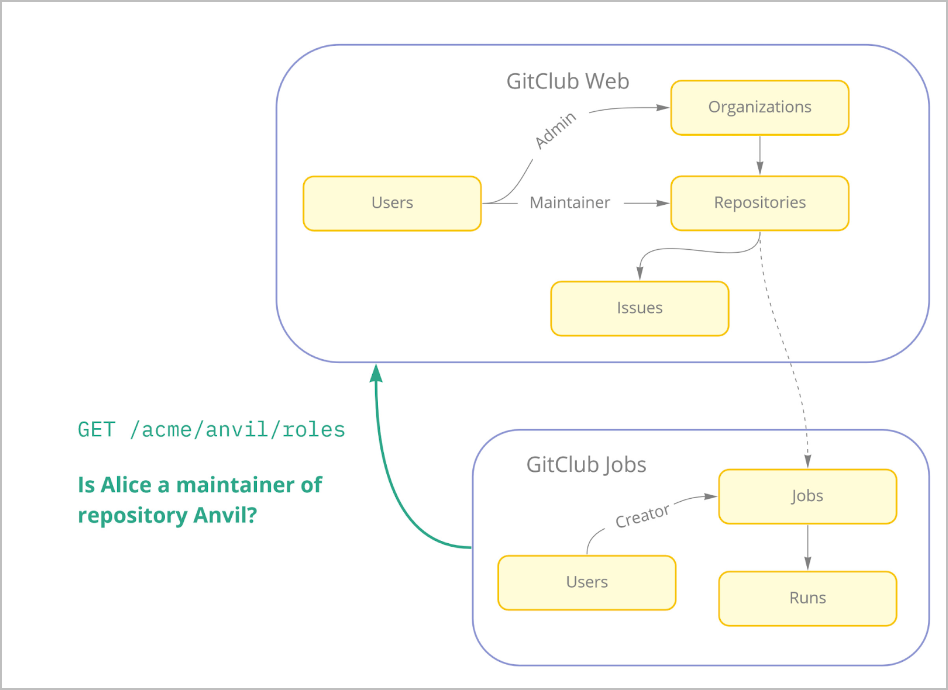 GitClub Web
Organizations
Admin
Users
Maintainer
Repositories
Issues
GET /acme/anvil/roles
Is Alice a maintainer of
repository Anvil?
GitClub Jobs
Jobs
Creator
Users
Runs